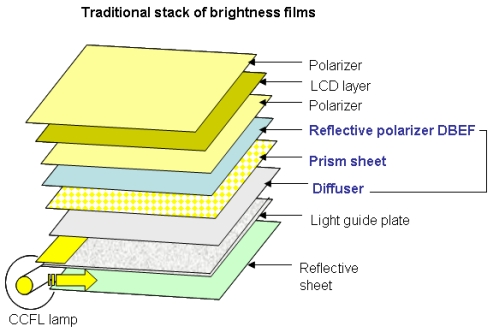 Traditional stack of brightness films
Polarizer
LCD layer
Polarizer
Reflective polarizer DBEF
Prism sheet
Diffuser
Light guide plate
Reflective
sheet
CCFL lamp